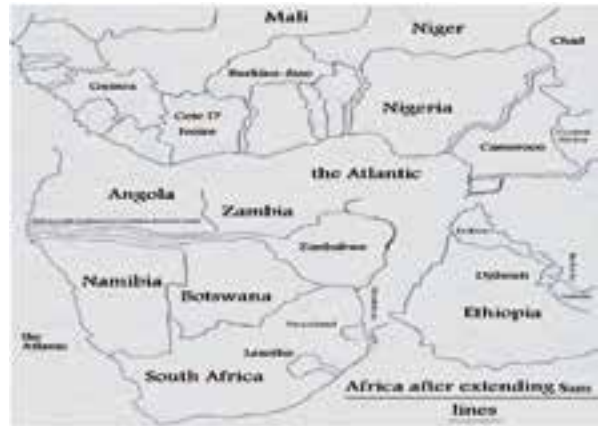 Mali
Niger
Chad
Burkina-faso
Guinea
Nigeria
Cote D'
Ivoire
Cameroon
the Atlantic
Angola
Zambia
Zimbabwe
Djibouti
Namibia
Botswana
Ethiopia
the
Atlantic
Lesotho
South Africa
Africa after extending Sum
lines